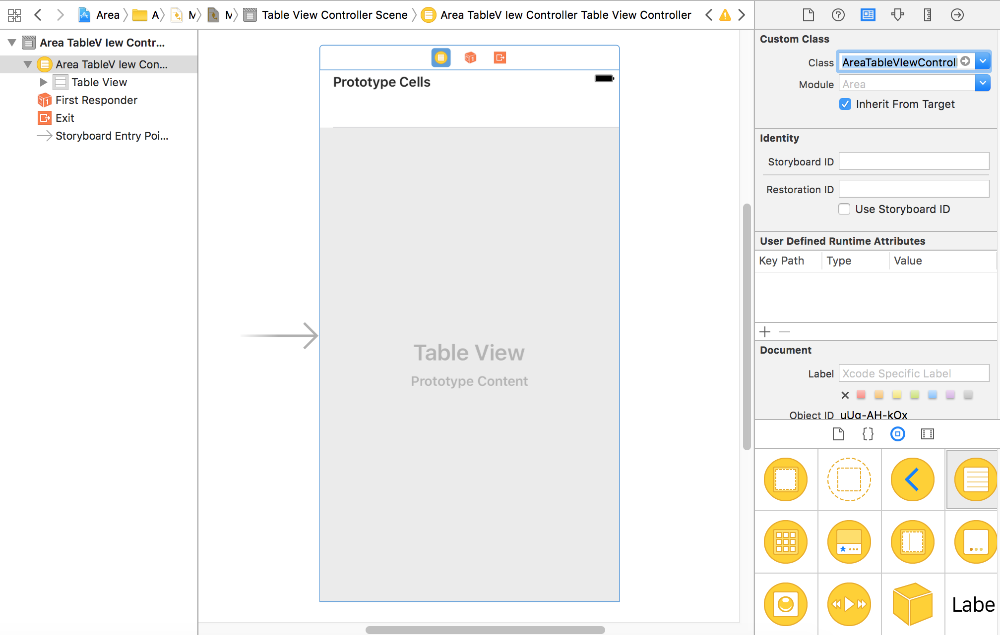 Area A M M Table View Controller Scene Area TableV Iew Controller Table View Controller
Area TableV Iew Contr...
Area TableV Iew Con...
Table View
First Responder
Exit
Storyboard Entry Poi...
Prototype Cells
Table View
Prototype Content
Custom Class
Class AreaTableVIewControll
Module Area
Inherit From Target
Identity
Storyboard ID
Restoration ID
Use Storyboard ID
User Defined Runtime Attributes
Key Path Type Value
Document
Label Xcode Specific Label
Object ID uUg-AH-kOx
Labe